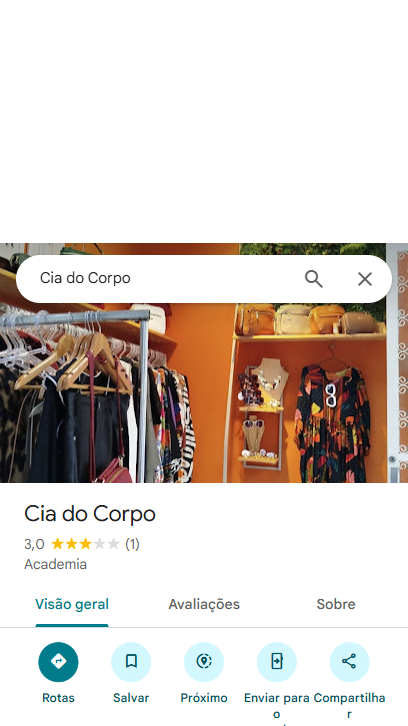 Cia do Corpo
Cia do Corpo
3,0 (1)
Academia
Visão geral Avaliações Sobre
Rotas Salvar Próximo Enviar para Compartilha
o r